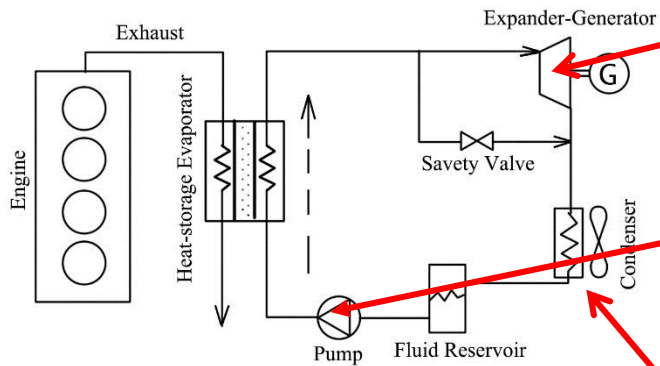 Expander-Generator
Exhaust
G
Engine
Heat-storage Evaporator
Savety Valve
Condenser
Pump
Fluid Reservoir